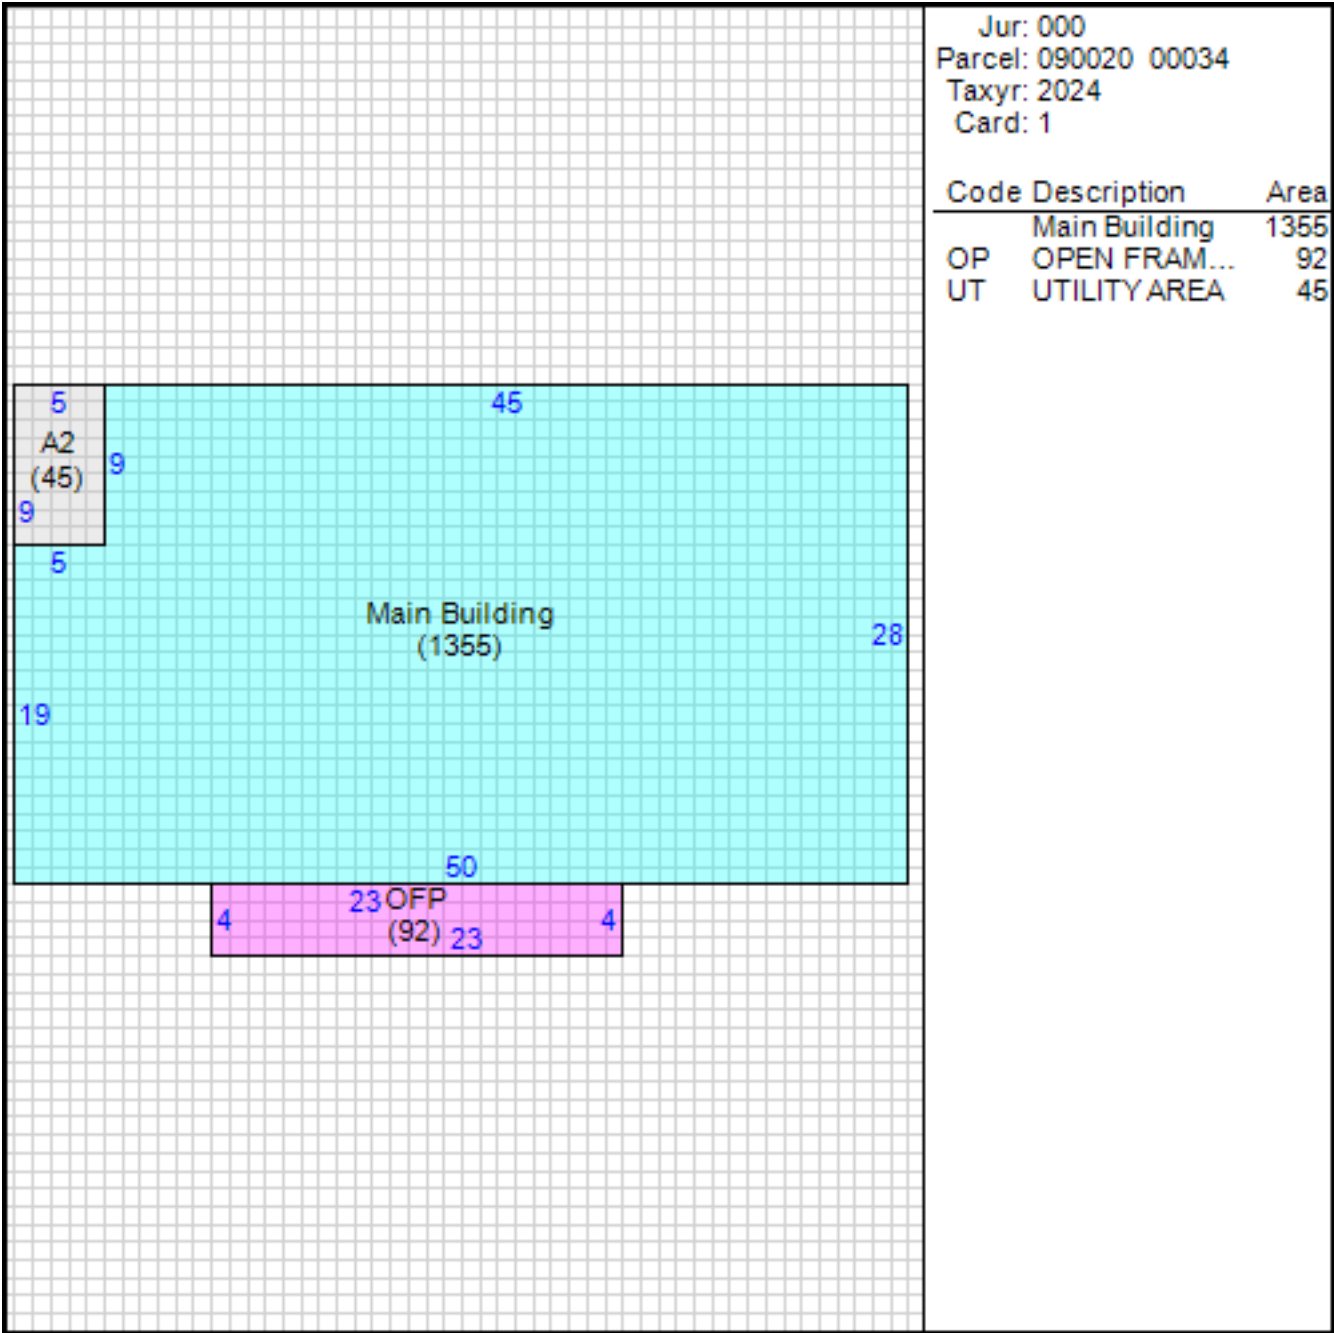 Jur: 000
Parcel: 090020 00034
Taxyr: 2024
Card: 1
Code Description Area
Main Building 1355
OP OPEN FRAM... 92
UT UTILITY AREA 45
5
45
A2
(45)
9
9
5
Main Building
(1355)
28
19
50
23 OFP
4
4
(92) 23